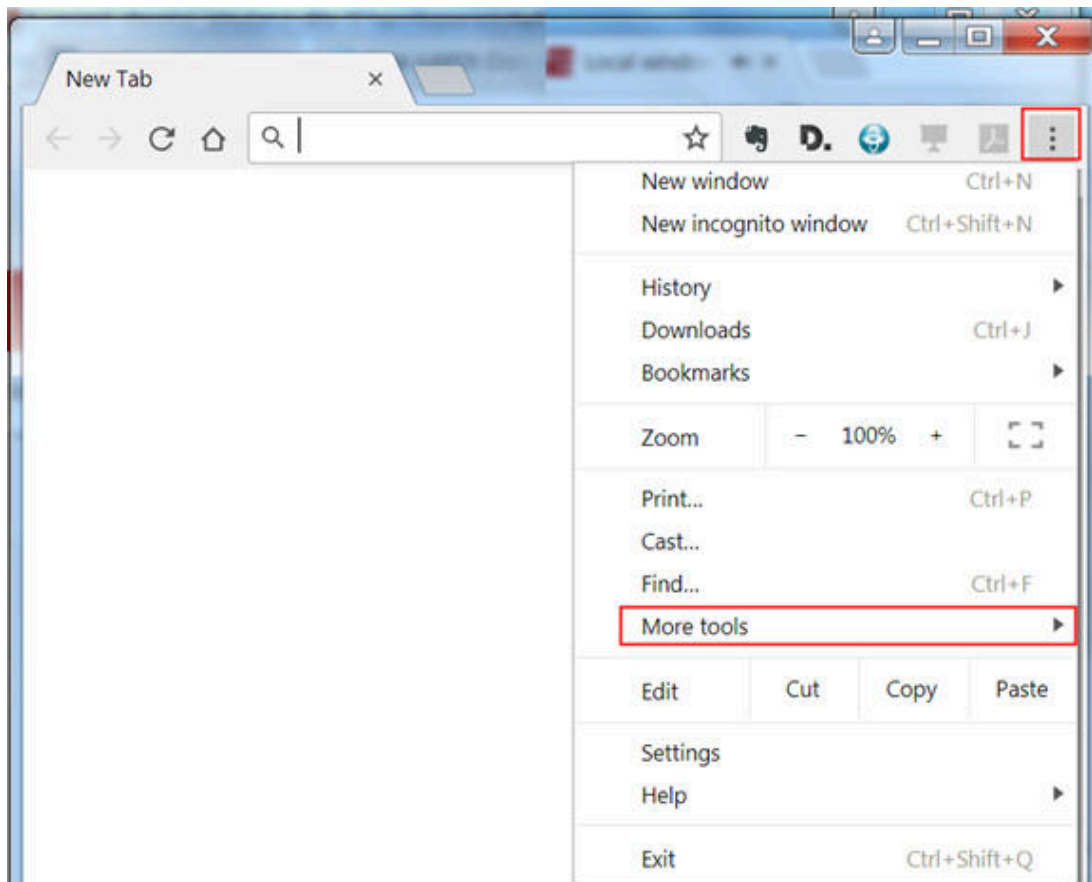 New Tab
D.
New window Ctrl+N
New incognito window Ctrl+Shift+N
History
Downloads Ctrl+J
Bookmarks
Zoom − 100% +
Print... Ctrl+P
Cast...
Find... Ctrl+F
More tools
Edit Cut Copy Paste
Settings
Help
Exit Ctrl+Shift+Q